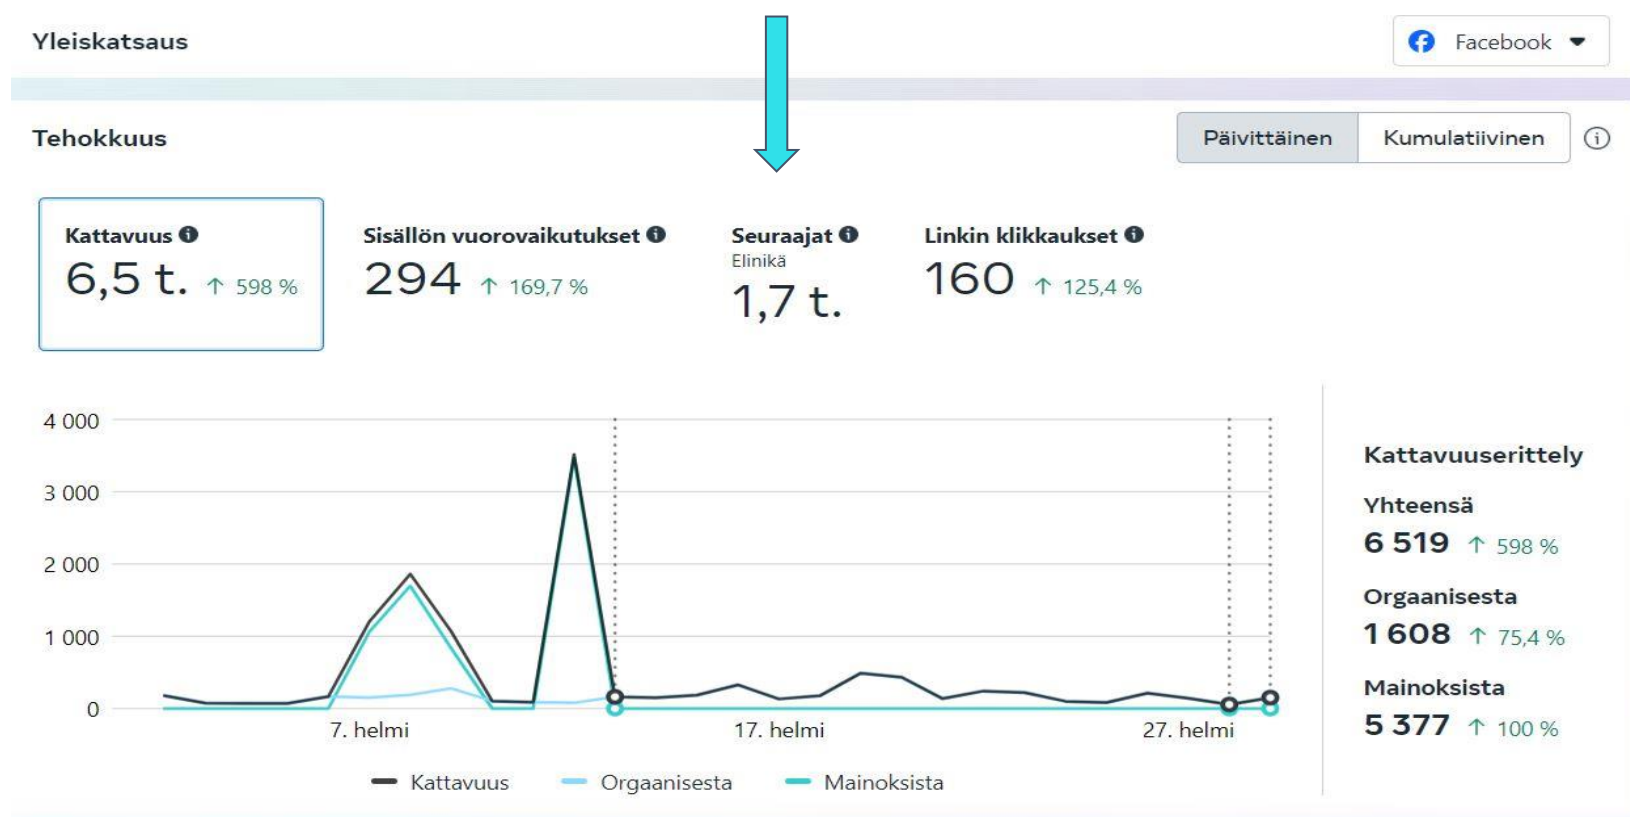 Yleiskatsaus
Facebook
Tehokkuus
Päivittäinen
Kumulatiivinen
Kattavuus
6,5 t. ↑ 598 %
Sisällön vuorovaikutukset
294 ↑ 169,7 %
Seuraajat
Elinikä
1,7 t.
Linkin klikkaukset
160 ↑ 125,4 %
4 000
3 000
2 000
1 000
0
7. helmi
17. helmi
27. helmi
Kattavuus
Orgaanisesta
Mainoksista
Kattavuuserittely
Yhteensä
6 519 ↑ 598 %
Orgaanisesta
1 608 ↑ 75,4 %
Mainoksista
5 377 ↑ 100 %